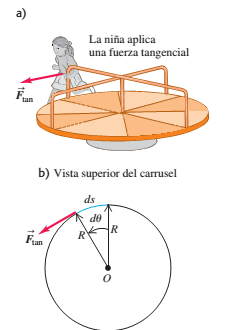 a)
La niña aplica
una fuerza tangencial
F⃗tan
b) Vista superior del carrusel
ds
dθ
F⃗tan
R
R
O